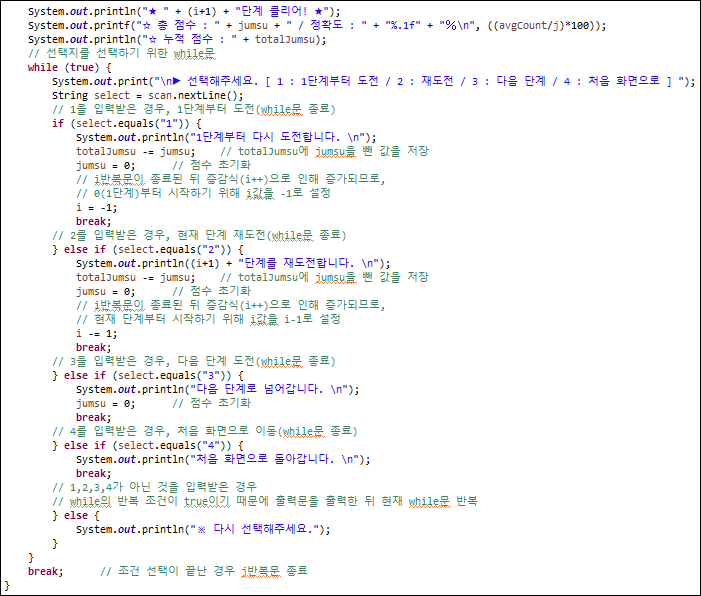 System.out.println("★ " + (i+1) + "단계 클리어! ★");
System.out.printf("☆ 총 점수 : " + jumsu + " / 정확도 : " + "%.1f" + "%\n", ((avgCount/j)*100));
System.out.println("☆ 누적 점수 : " + totalJumsu);
// 선택지를 선택하기 위한 while문
while (true) {
System.out.print("\n▶ 선택해주세요. [ 1 : 1단계부터 도전 / 2 : 재도전 / 3 : 다음 단계 / 4 : 처음 화면으로 ] ");
String select = scan.nextLine();
// 1을 입력받은 경우, 1단계부터 도전(while문 종료)
if (select.equals("1")) {
System.out.println("1단계부터 다시 도전합니다. \n");
totalJumsu -= jumsu; // totalJumsu에 jumsu을 뺀 값을 저장
jumsu = 0; // 점수 초기화
// i반복문이 종료된 뒤 증감식(i++)으로 인해 증가되므로,
// 0(1단계)부터 시작하기 위해 i값을 -1로 설정
i = -1;
break;
// 2를 입력받은 경우, 현재 단계 재도전(while문 종료)
} else if (select.equals("2")) {
System.out.println((i+1) + "단계를 재도전합니다. \n");
totalJumsu -= jumsu; // totalJumsu에 jumsu을 뺀 값을 저장
jumsu = 0; // 점수 초기화
// i반복문이 종료된 뒤 증감식(i++)으로 인해 증가되므로,
// 현재 단계부터 시작하기 위해 i값을 i-1로 설정
i -= 1;
break;
// 3를 입력받은 경우, 다음 단계 도전(while문 종료)
} else if (select.equals("3")) {
System.out.println("다음 단계로 넘어갑니다. \n");
jumsu = 0; // 점수 초기화
break;
// 4를 입력받은 경우, 처음 화면으로 이동(while문 종료)
} else if (select.equals("4")) {
System.out.println("처음 화면으로 돌아갑니다. \n");
break;
// 1,2,3,4가 아닌 것을 입력받은 경우
// while의 반복 조건이 true이기 때문에 출력문을 출력한 뒤 현재 while문 반복
} else {
System.out.println("※ 다시 선택해주세요.");
}
}
break; // 조건 선택이 끝난 경우 j반복문 종료
}